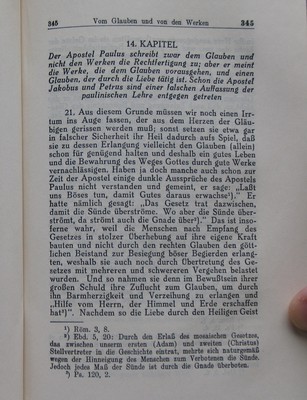 345 Vom Glauben und von den Werken 345
14. KAPITEL
Der Apostel Paulus schreibt zwar dem Glauben und
nicht den Werken die Rechtfertigung zu; aber er meint
die Werke, die dem Glauben vorausgehen, und einen
Glauben, der durch die Liebe tätig ist. Schon die Apostel
Jakobus und Petrus sind einer falschen Auffassung der
paulinischen Lehre entgegen getreten
21. Aus diesem Grunde müssen wir noch einen Irr-
tum ins Auge fassen, der aus dem Herzen der Gläu-
bigen gerissen werden muß; sonst setzen sie etwa gar
in falscher Sicherheit ihr Heil dadurch aufs Spiel, daß
sie zu dessen Erlangung vielleicht den Glauben (allein)
schon für genügend halten und deshalb ein gutes Leben
und die Bewahrung des Weges Gottes durch gute Werke
vernachlässigen. Haben ja doch manche auch schon zur
Zeit der Apostel einige dunkle Aussprüche des Apostels
Paulus nicht verstanden und gemeint, er sage: „Laßt
uns Böses tun, damit Gutes daraus erwachse¹).“ Er
hatte nämlich gesagt: „Das Gesetz trat dazwischen,
damit die Sünde überströme. Wo aber die Sünde über-
strömt, da strömt auch die Gnade über²).“ Das ist inso-
ferne wahr, weil die Menschen nach Empfang des
Gesetzes in stolzer Überhebung auf ihre eigene Kraft
bauten und nicht durch den rechten Glauben den gött-
lichen Beistand zur Besiegung böser Begierden erlang-
ten, weshalb sie auch noch durch Übertretung des Ge-
setzes mit mehreren und schwereren Vergehen belastet
wurden. Und so nahmen sie denn im Bewußtsein ihrer
großen Schuld ihre Zuflucht zum Glauben, um durch
ihn Barmherzigkeit und Verzeihung zu erlangen und
„Hilfe vom Herrn, der Himmel und Erde erschaffen
hat³)“. Nachdem so die Liebe durch den Heiligen Geist
¹) Röm. 3, 8.
²) Ebd. 5, 20: Durch den Erlaß des mosaischen Gesetzes,
das zwischen unserem ersten (Adam) und zweiten (Christus)
Stellvertreter in die Geschichte eintrat, mehrte sich naturgemäß
wegen der Hinneigung des Menschen zum Verbotenen die Sünde.
Jedoch jedes Maß der Sünde ist durch die Gnade überboten.
³) Ps. 120, 2.